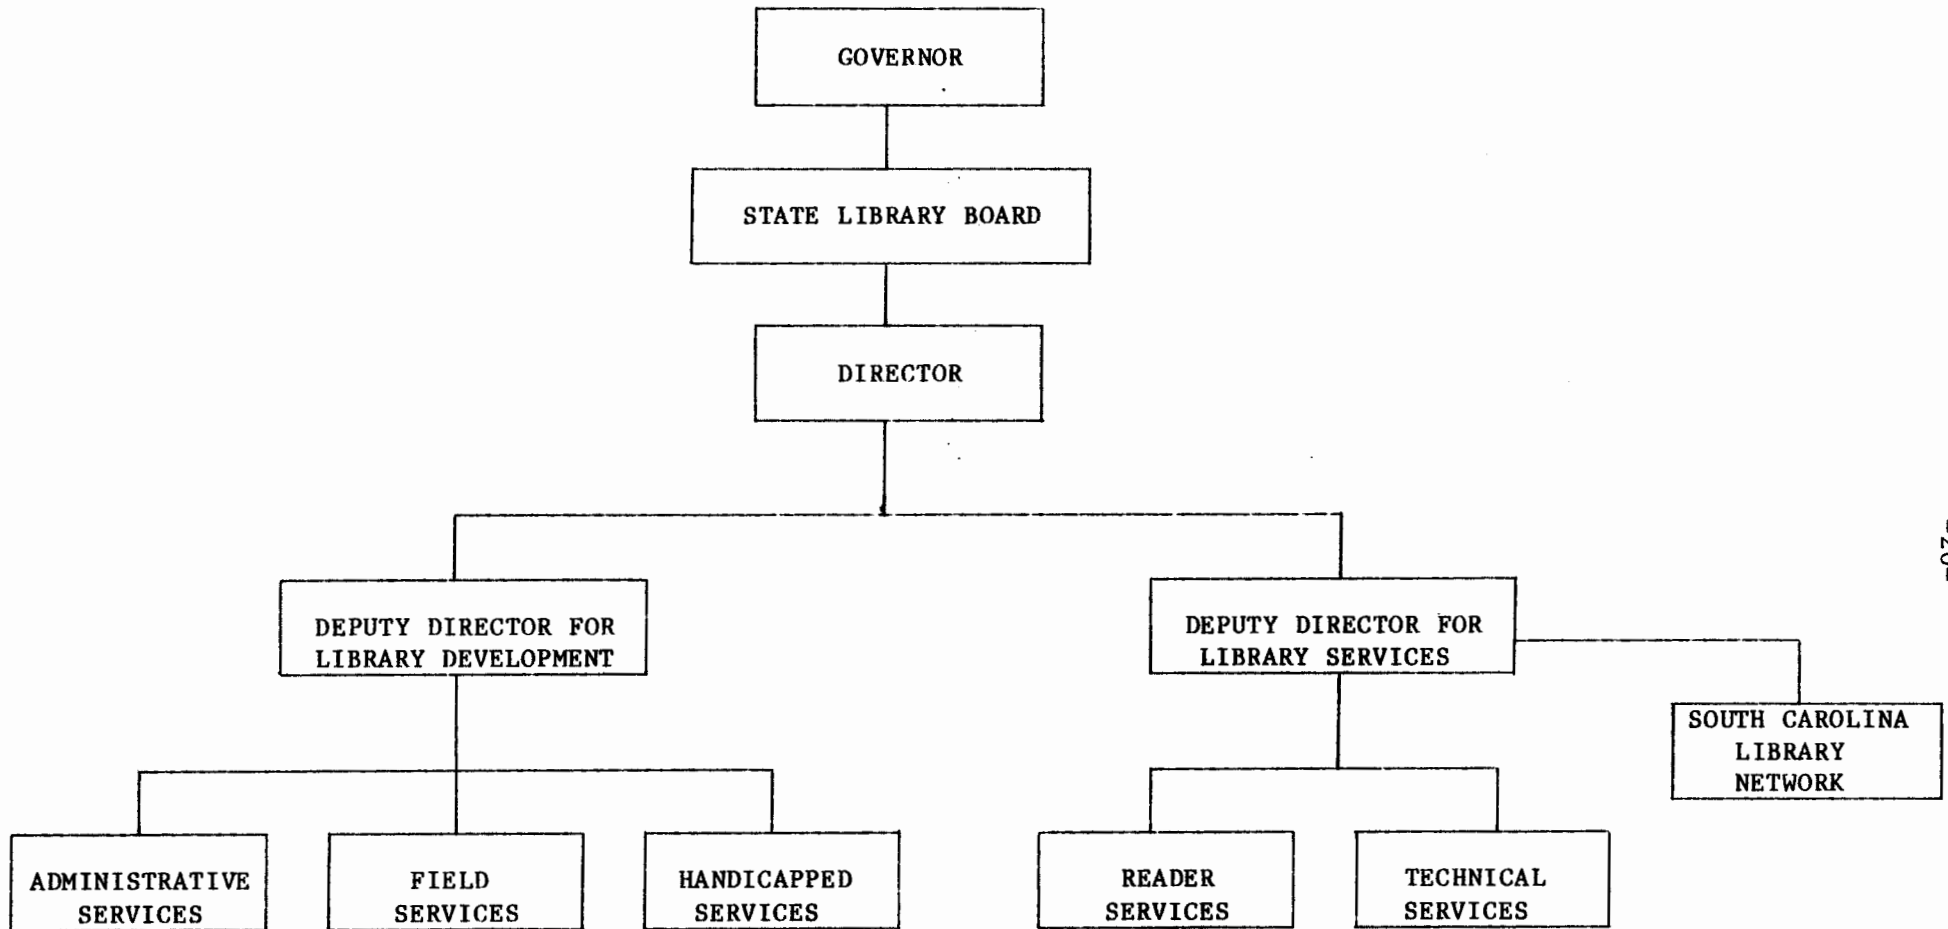 GOVERNOR
STATE LIBRARY BOARD
DIRECTOR
DEPUTY DIRECTOR FOR
LIBRARY DEVELOPMENT
DEPUTY DIRECTOR FOR
LIBRARY SERVICES
SOUTH CAROLINA
LIBRARY
NETWORK
ADMINISTRATIVE
SERVICES
FIELD
SERVICES
HANDICAPPED
SERVICES
READER
SERVICES
TECHNICAL
SERVICES
-20-